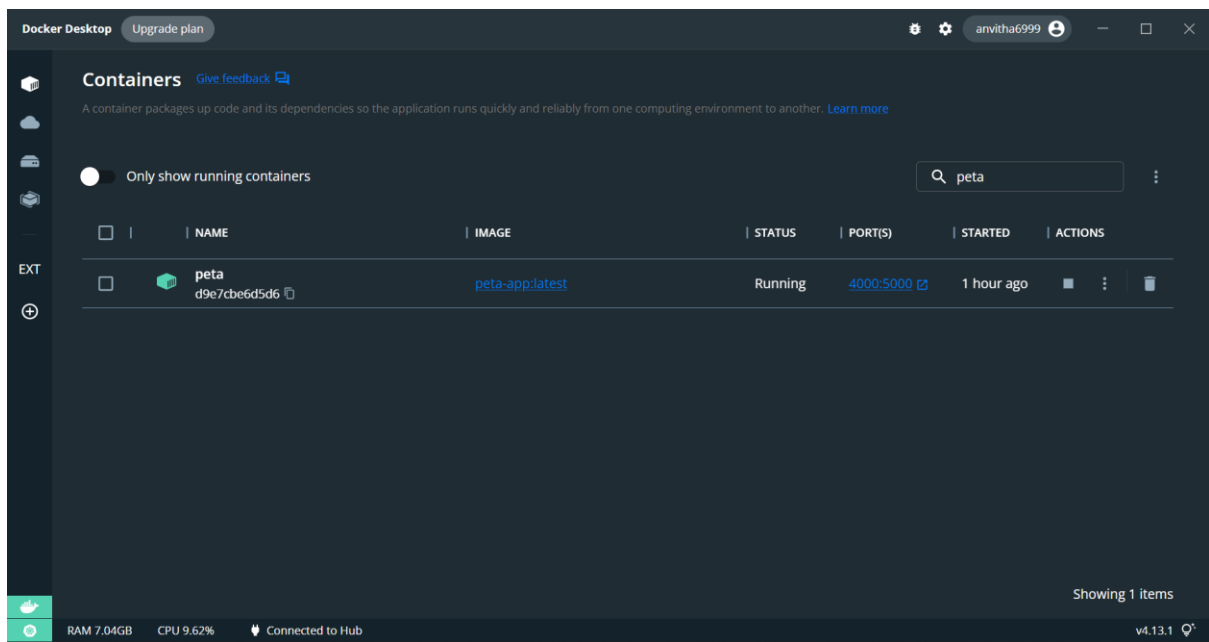 Docker Desktop Upgrade plan anvitha6999
Containers Give feedback
A container packages up code and its dependencies so the application runs quickly and reliably from one computing environment to another. Learn more
Only show running containers peta
NAME IMAGE STATUS PORT(S) STARTED ACTIONS
EXT
peta peta-app:latest Running 4000:5000 1 hour ago
d9e7cbe6d5d6
Showing 1 items
RAM 7.04GB CPU 9.62% Connected to Hub v4.13.1